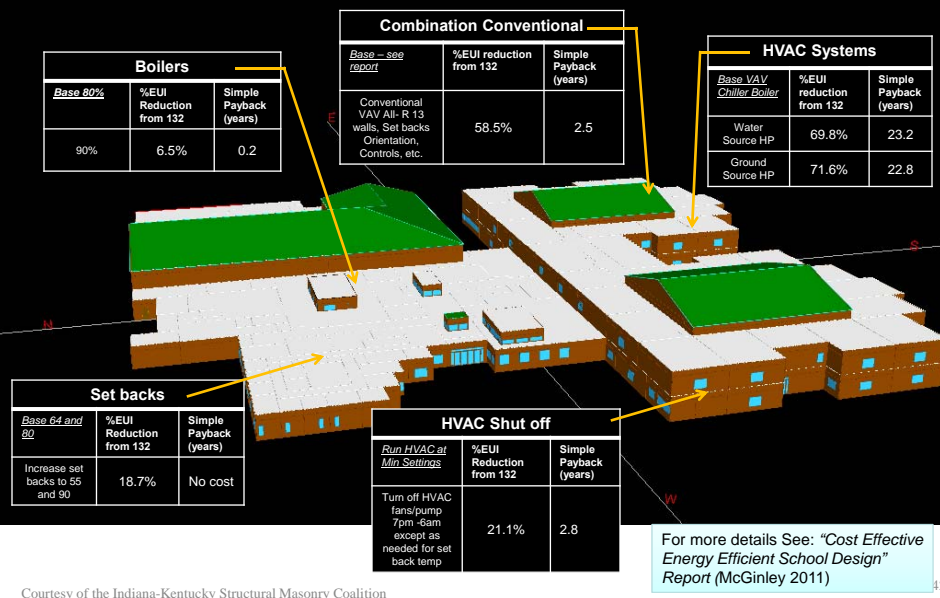 Combination Conventional
Base – see report
%EUI reduction from 132
Simple Payback (years)
Conventional VAV All- R 13 walls, Set backs Orientation, Controls, etc.
58.5%
2.5
Boilers
Base 80%
%EUI Reduction from 132
Simple Payback (years)
90%
6.5%
0.2
HVAC Systems
Base VAV Chiller Boiler
%EUI reduction from 132
Simple Payback (years)
Water Source HP
69.8%
23.2
Ground Source HP
71.6%
22.8
E
S
N
W
Set backs
Base 64 and 80
%EUI Reduction from 132
Simple Payback (years)
Increase set backs to 55 and 90
18.7%
No cost
HVAC Shut off
Run HVAC at Min Settings
%EUI Reduction from 132
Simple Payback (years)
Turn off HVAC fans/pump 7pm -6am except as needed for set back temp
21.1%
2.8
For more details See: “Cost Effective
Energy Efficient School Design”
Report (McGinley 2011)
Courtesy of the Indiana-Kentucky Structural Masonry Coalition
4